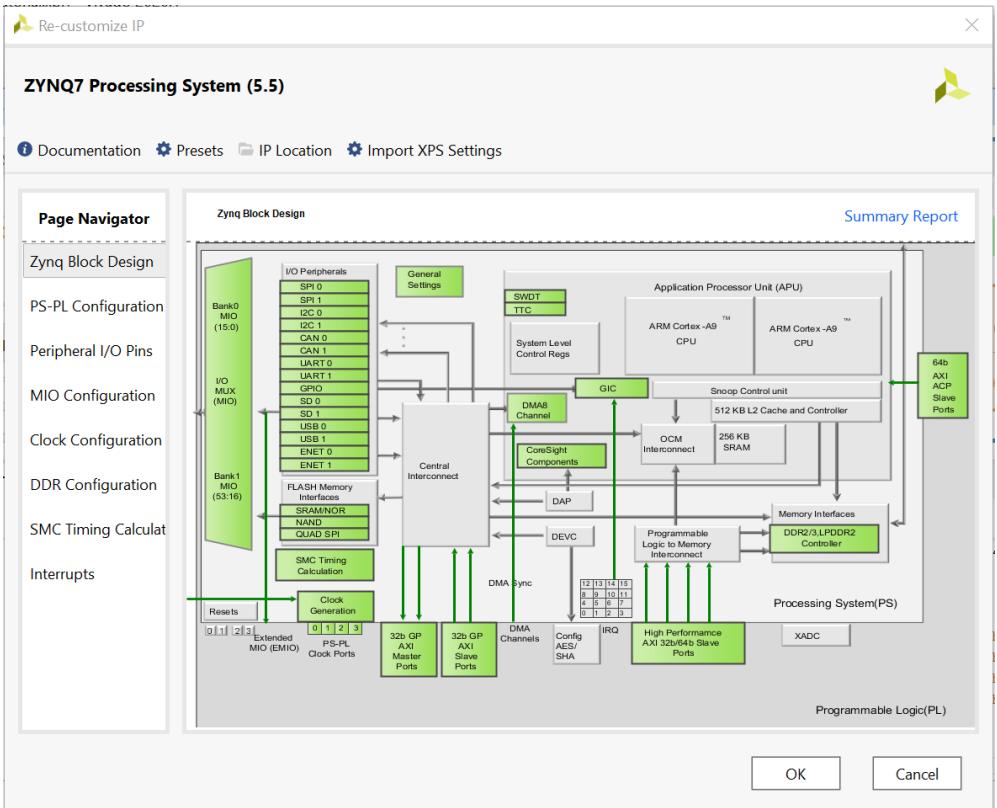 Re-customize IP
ZYNQ7 Processing System (5.5)
Documentation
Presets
IP Location
Import XPS Settings
Page Navigator
Zynq Block Design
PS-PL Configuration
Peripheral I/O Pins
MIO Configuration
Clock Configuration
DDR Configuration
SMC Timing Calculat
Interrupts
Zynq Block Design
Summary Report
Bank0
MIO
(15:0)
I/O
MUX
(MIO)
Bank1
MIO
(53:16)
I/O Peripherals
SPI 0
SPI 1
I2C 0
I2C 1
CAN 0
CAN 1
UART 0
UART 1
GPIO
SD 0
SD 1
USB 0
USB 1
ENET 0
ENET 1
FLASH Memory
Interfaces
SRAM/NOR
NAND
QUAD SPI
SMC Timing
Calculation
General
Settings
Application Processor Unit (APU)
SWDT
TTC
System Level
Control Regs
ARM Cortex -A9 ™
CPU
ARM Cortex -A9 ™
CPU
GIC
Snoop Control unit
DMA8
Channel
512 KB L2 Cache and Controller
OCM
Interconnect
256 KB
SRAM
CoreSight
Components
64b
AXI
ACP
Slave
Ports
Central
Interconnect
DAP
DEVC
Programmable
Logic to Memory
Interconnect
Memory Interfaces
DDR2/3,LPDDR2
Controller
DMA Sync
12 13 14 15
8 9 10 11
4 5 6 7
0 1 2 3
Processing System(PS)
Resets
0 1 2 3
Clock
Generation
0 1 2 3
Extended
MIO (EMIO)
PS-PL
Clock Ports
32b GP
AXI
Master
Ports
32b GP
AXI
Slave
Ports
DMA
Channels
Config
AES/
SHA
IRQ
High Performamce
AXI 32b/64b Slave
Ports
XADC
Programmable Logic(PL)
OK
Cancel